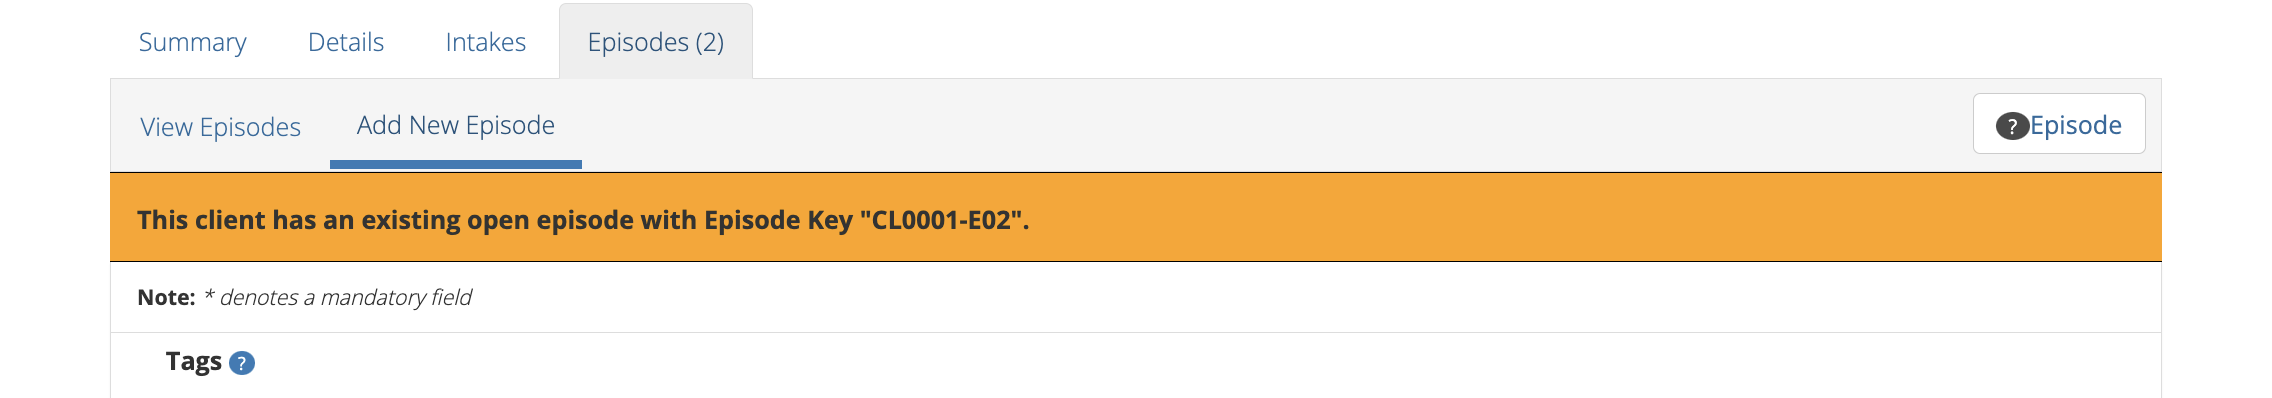 Summary Details Intakes Episodes (2)
View Episodes Add New Episode ? Episode
This client has an existing open episode with Episode Key "CL0001-E02".
Note: * denotes a mandatory field
Tags ?